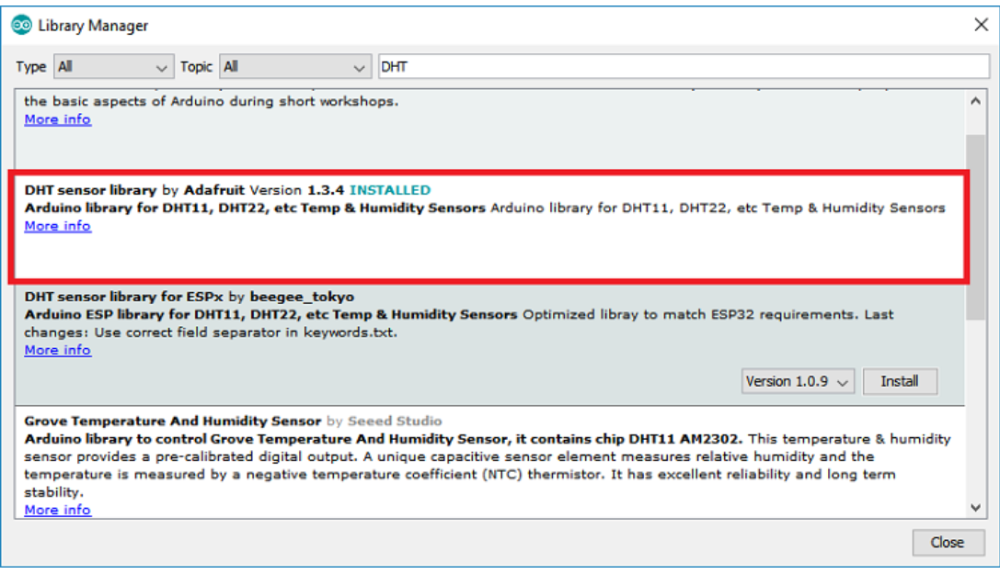 Library Manager
Type All Topic All DHT
the basic aspects of Arduino during short workshops.
More info
DHT sensor library by Adafruit Version 1.3.4 INSTALLED
Arduino library for DHT11, DHT22, etc Temp & Humidity Sensors Arduino library for DHT11, DHT22, etc Temp & Humidity Sensors
More info
DHT sensor library for ESPx by beegee_tokyo
Arduino ESP library for DHT11, DHT22, etc Temp & Humidity Sensors Optimized libray to match ESP32 requirements. Last
changes: Use correct field separator in keywords.txt.
More info
Version 1.0.9 Install
Grove Temperature And Humidity Sensor by Seeed Studio
Arduino library to control Grove Temperature And Humidity Sensor, it contains chip DHT11 AM2302. This temperature & humidity
sensor provides a pre-calibrated digital output. A unique capacitive sensor element measures relative humidity and the
temperature is measured by a negative temperature coefficient (NTC) thermistor. It has excellent reliability and long term
stability.
More info
Close